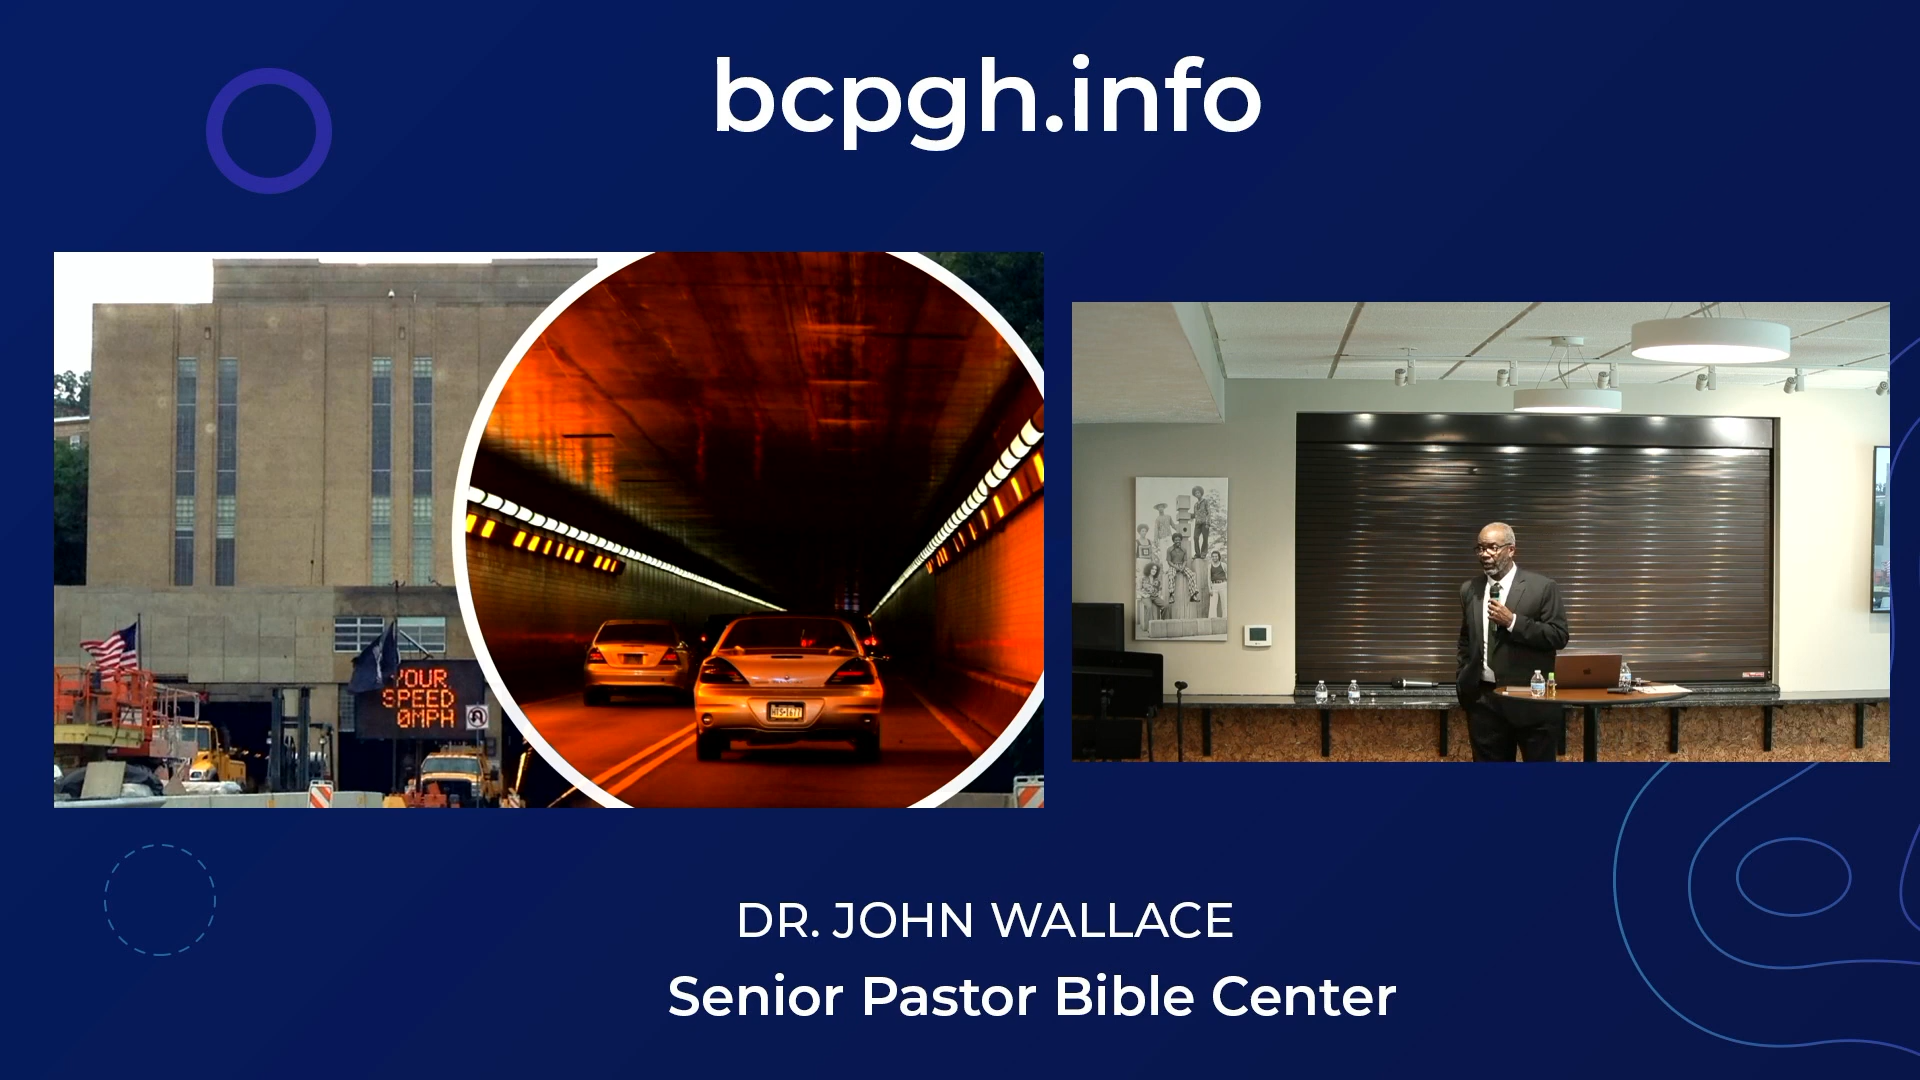 bcpgh.info
YOUR
SPEED
0MPH
DR. JOHN WALLACE
Senior Pastor Bible Center